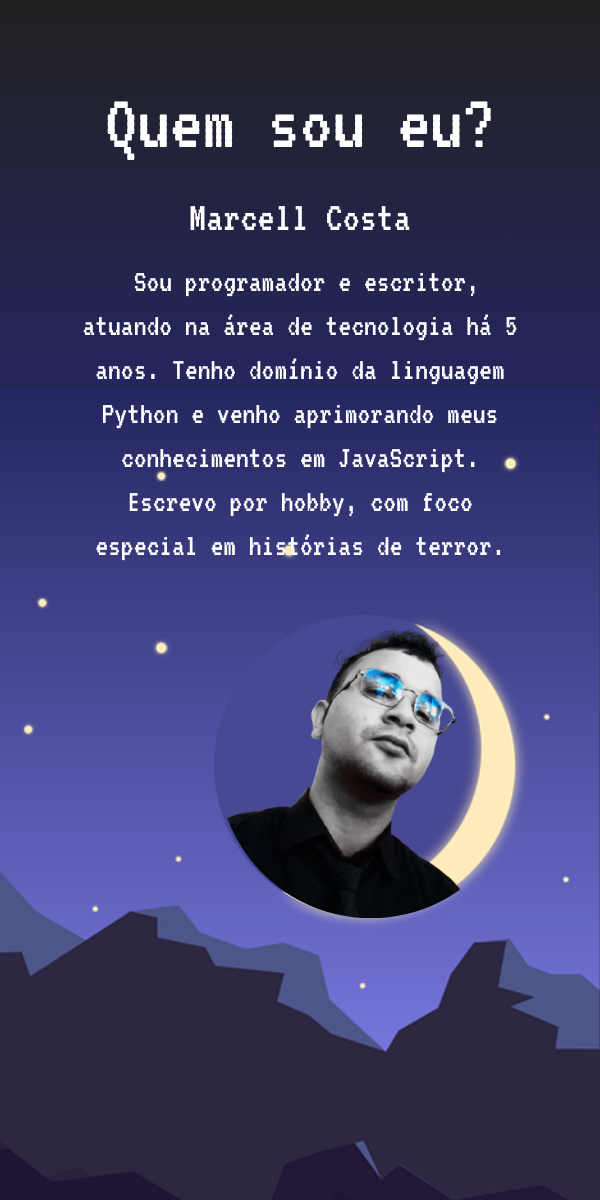 Quem sou eu?
Marcell Costa
Sou programador e escritor,
atuando na área de tecnologia há 5
anos. Tenho domínio da linguagem
Python e venho aprimorando meus
conhecimentos em JavaScript.
Escrevo por hobby, com foco
especial em histórias de terror.